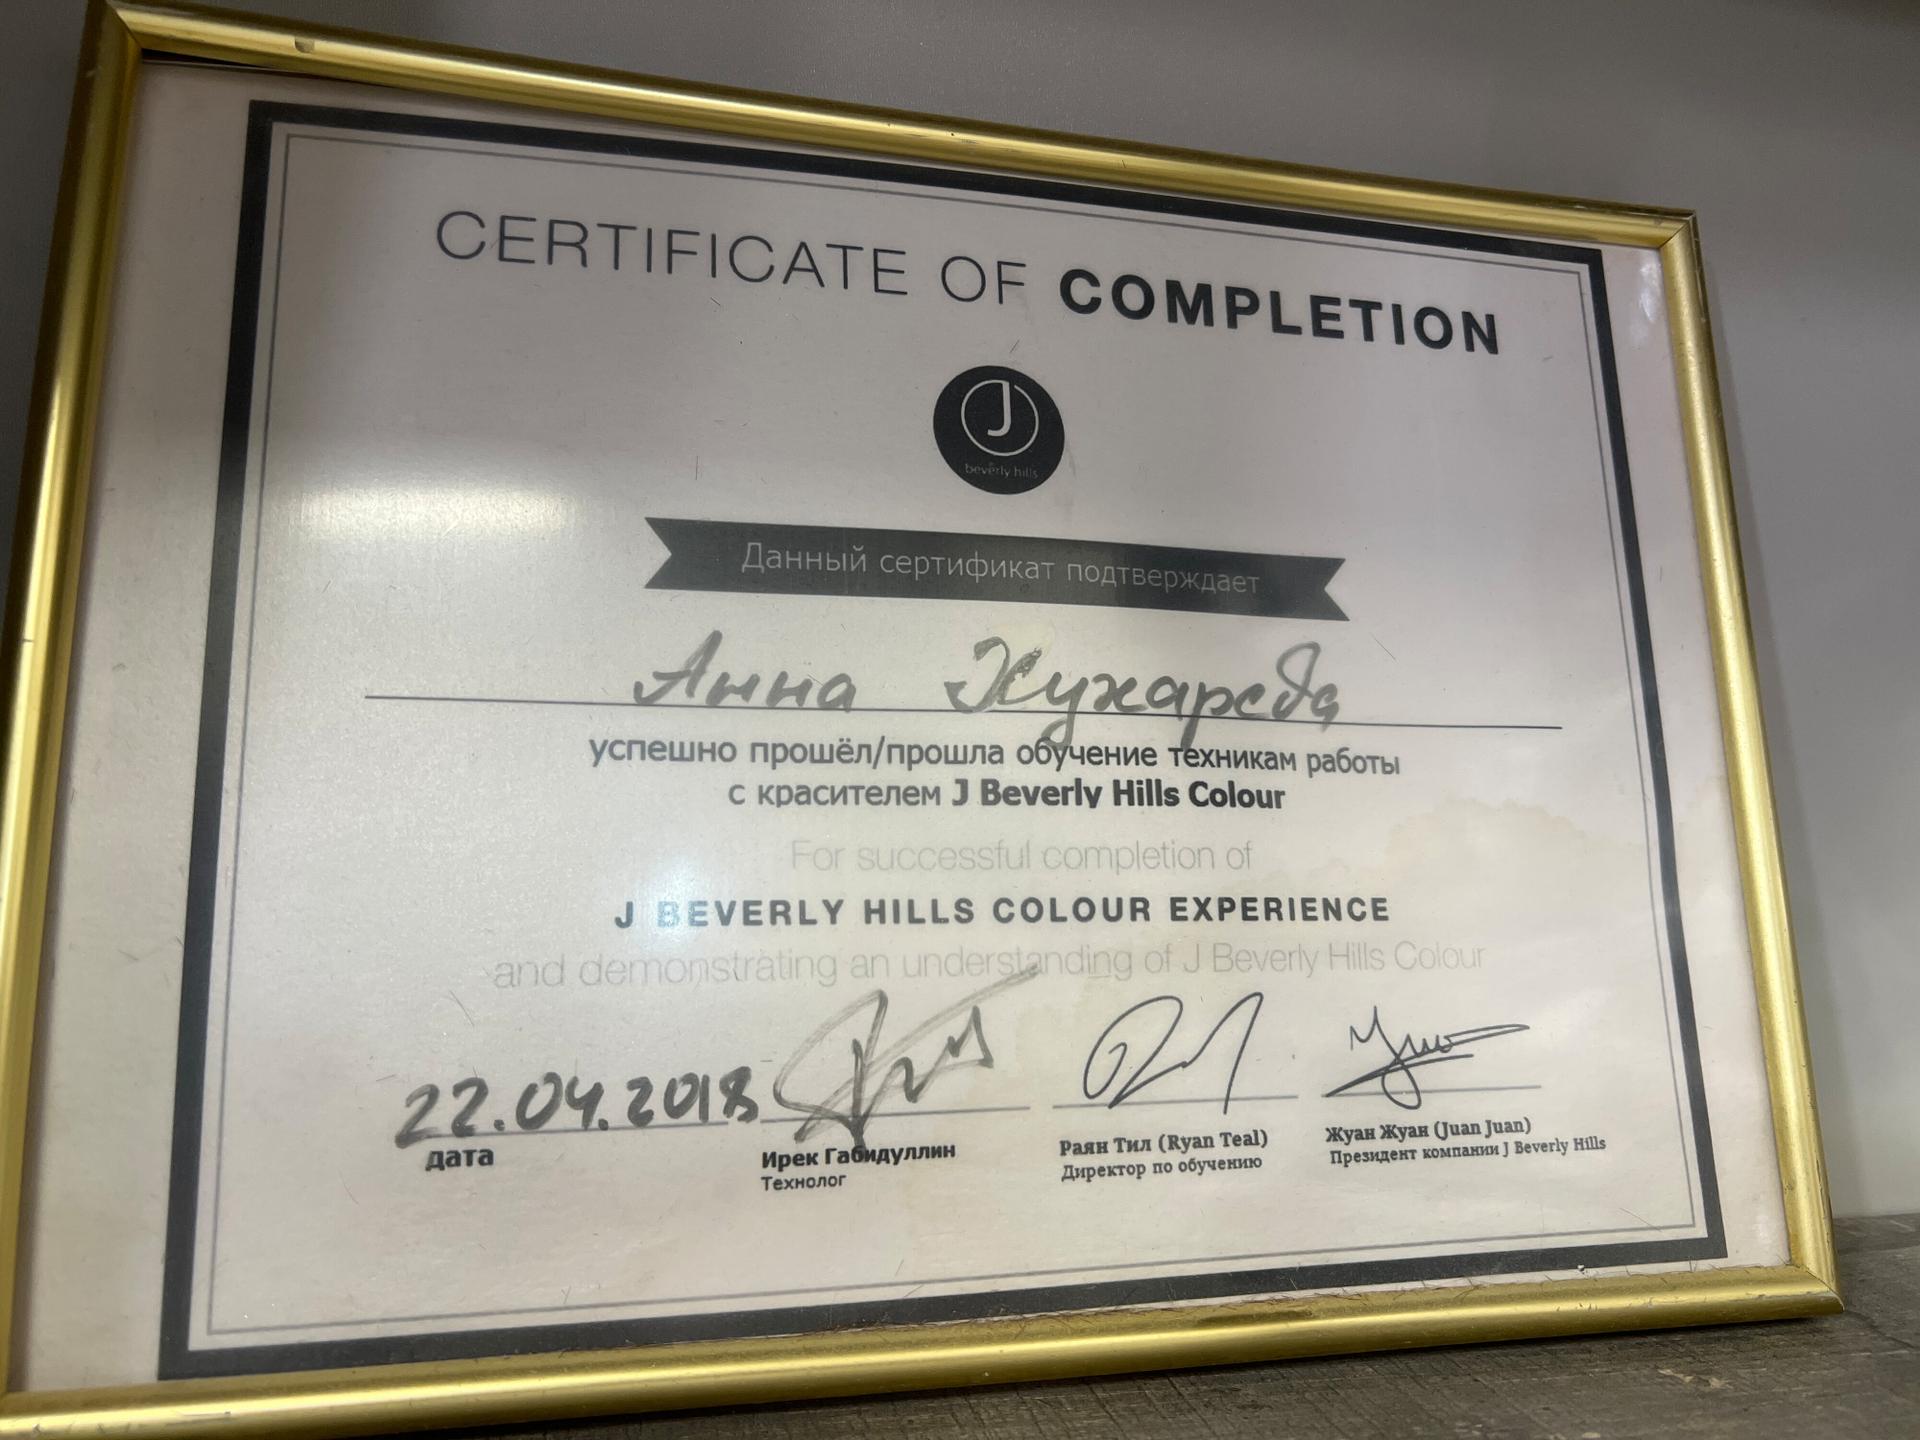 CERTIFICATE OF COMPLETION
J
beverly hills
Данный сертификат подтверждает
Анна Кухарева
успешно прошёл/прошла обучение техникам работы
с красителем J Beverly Hills Colour
For successful completion of
J BEVERLY HILLS COLOUR EXPERIENCE
and demonstrating an understanding of J Beverly Hills Colour
22.04.2018
дата
Ирек Габидуллин
Технолог
Раян Тил (Ryan Teal)
Директор по обучению
Жуан Жуан (Juan Juan)
Президент компании J Beverly Hills